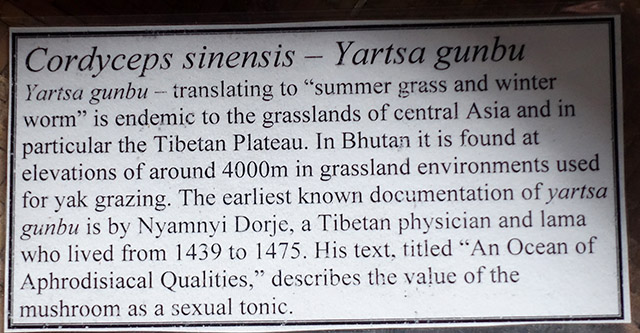 Cordyceps sinensis – Yartsa gunbu
Yartsa gunbu – translating to “summer grass and winter
worm” is endemic to the grasslands of central Asia and in
particular the Tibetan Plateau. In Bhutan it is found at
elevations of around 4000m in grassland environments used
for yak grazing. The earliest known documentation of yartsa
gunbu is by Nyamnyi Dorje, a Tibetan physician and lama
who lived from 1439 to 1475. His text, titled “An Ocean of
Aphrodisiacal Qualities,” describes the value of the
mushroom as a sexual tonic.